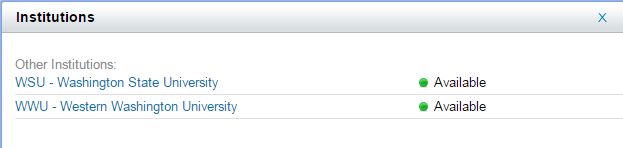 Institutions X
Other Institutions:
WSU - Washington State University Available
WWU - Western Washington University Available